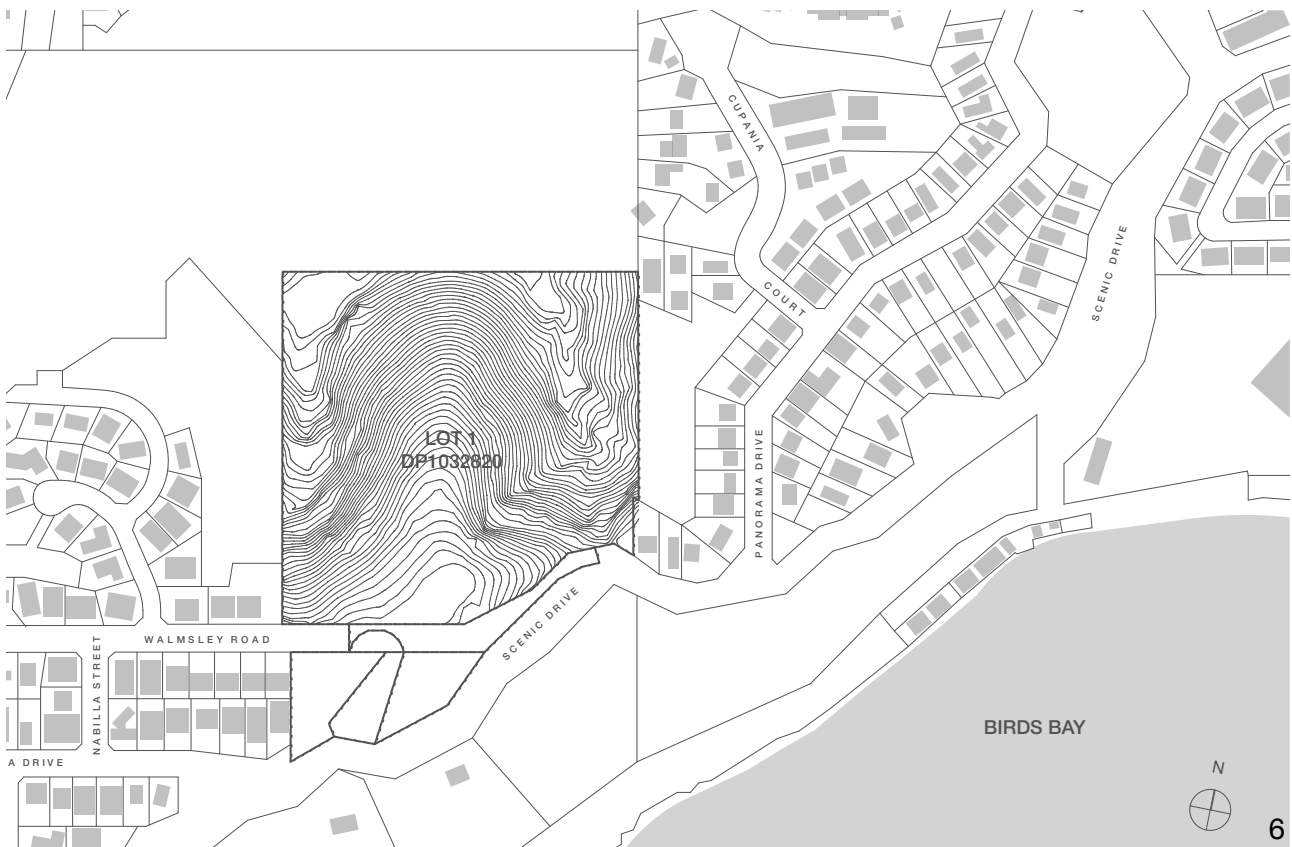 CUPANIA
COURT
SCENIC DRIVE
LOT 1
DP1032820
PANORAMA DRIVE
SCENIC DRIVE
WALMSLEY ROAD
NABILLA STREET
A DRIVE
BIRDS BAY
N
6